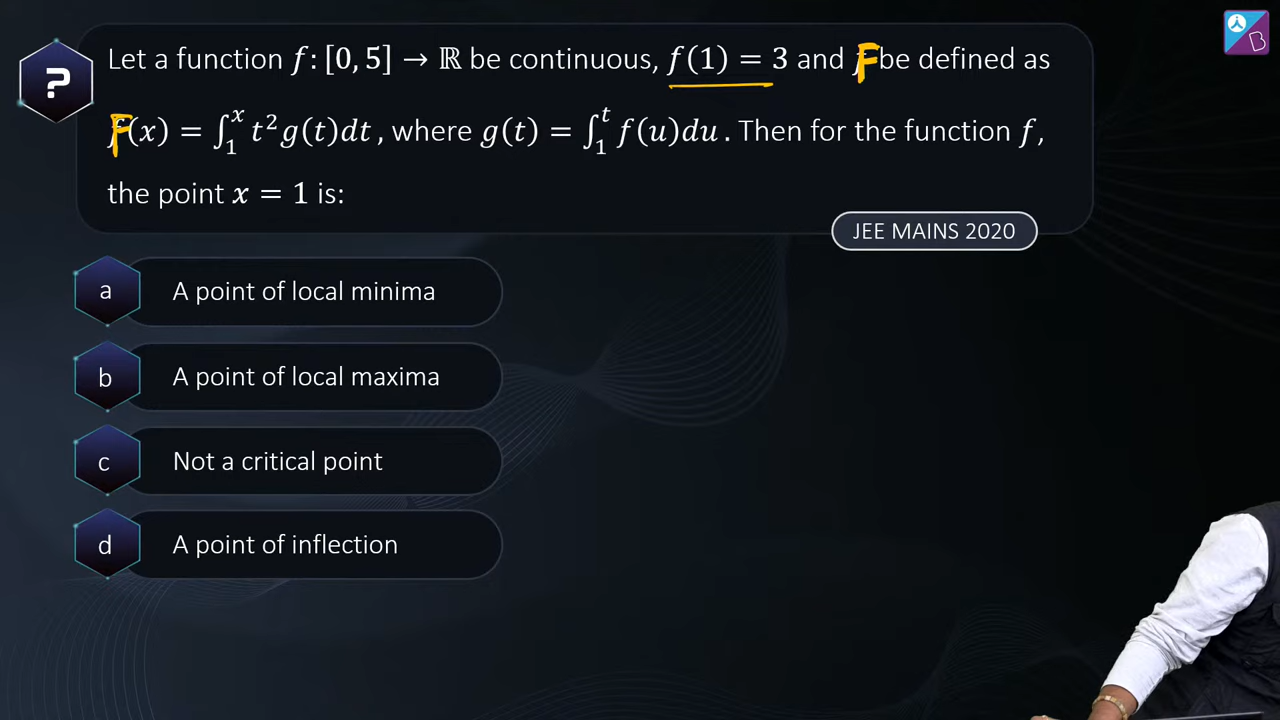 ?
Let a function f : [0, 5] → ℝ be continuous, f(1) = 3 and F be defined as
F(x) = ∫₁ˣ t² g(t)dt , where g(t) = ∫₁ᵗ f(u)du . Then for the function f,
the point x = 1 is:
JEE MAINS 2020
a A point of local minima
b A point of local maxima
c Not a critical point
d A point of inflection
B